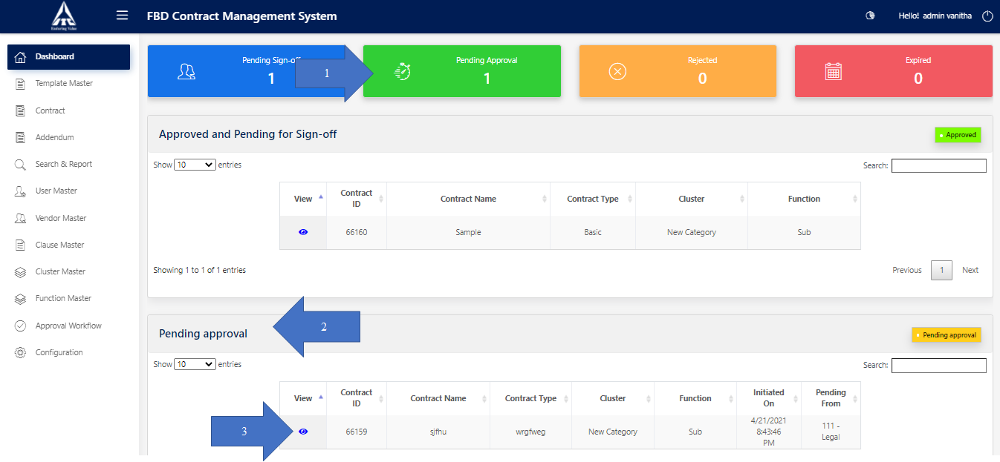 ITC
Enduring Value
FBD Contract Management System
Hello! admin vanitha
Dashboard
Template Master
Contract
Addendum
Search & Report
User Master
Vendor Master
Clause Master
Cluster Master
Function Master
Approval Workflow
Configuration
Pending Sign-off
1
1
Pending Approval
1
Rejected
0
Expired
0
Approved and Pending for Sign-off
Approved
Show 10 entries
Search:
View Contract ID Contract Name Contract Type Cluster Function
66160 Sample Basic New Category Sub
Showing 1 to 1 of 1 entries
Previous 1 Next
2
Pending approval
Pending approval
Show 10 entries
Search:
View Contract ID Contract Name Contract Type Cluster Function Initiated On Pending From
3
66159 sjfhu wrgfweg New Category Sub 4/21/2021 8:43:46 PM 111 - Legal